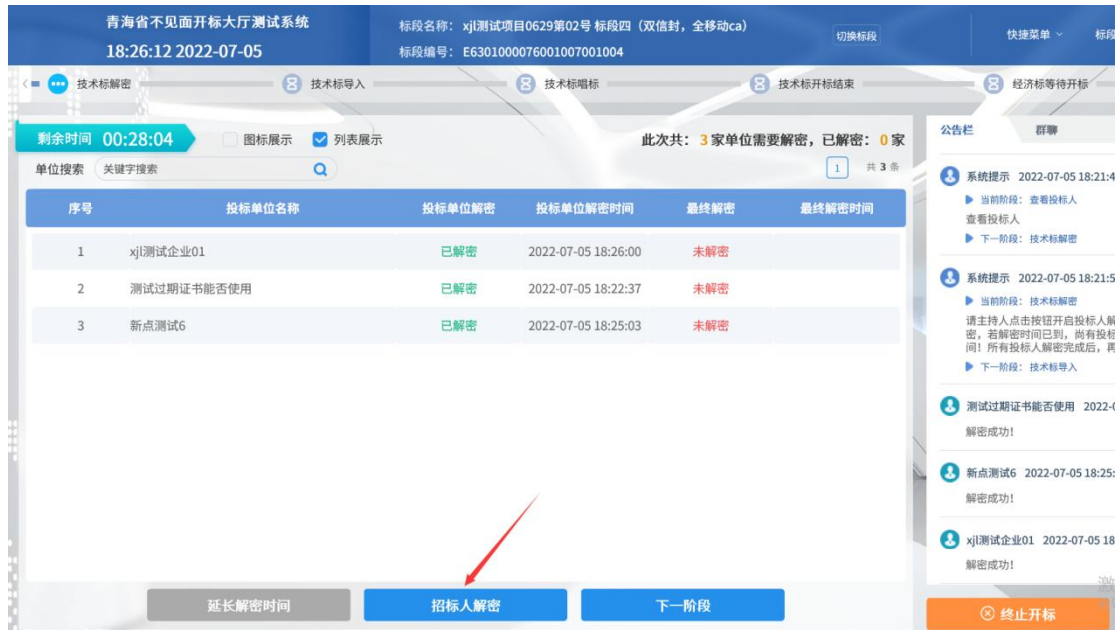 青海省不见面开标大厅测试系统
18:26:12 2022-07-05
标段名称： xjl测试项目0629第02号 标段四（双信封，全移动ca）
标段编号： E6301000076001007001004
切换标段
快捷菜单
标段
技术标解密
技术标导入
技术标唱标
技术标开标结束
经济标等待开标
剩余时间 00:28:04
图标展示
列表展示
此次共： 3 家单位需要解密，已解密： 0 家
单位搜索 关键字搜索
1 共 3 条
序号 投标单位名称 投标单位解密 投标单位解密时间 最终解密 最终解密时间
1 xjl测试企业01 已解密 2022-07-05 18:26:00 未解密
2 测试过期证书能否使用 已解密 2022-07-05 18:22:37 未解密
3 新点测试6 已解密 2022-07-05 18:25:03 未解密
延长解密时间
招标人解密
下一阶段
公告栏 群聊
系统提示 2022-07-05 18:21:4
当前阶段： 查看投标人
查看投标人
下一阶段： 技术标解密
系统提示 2022-07-05 18:21:5
当前阶段： 技术标解密
请主持人点击按钮开启投标人解
密，若解密时间已到，尚有投标
间！所有投标人解密完成后，再
下一阶段： 技术标导入
测试过期证书能否使用 2022-0
解密成功！
新点测试6 2022-07-05 18:25:
解密成功！
xjl测试企业01 2022-07-05 18
解密成功！
激
终止开标